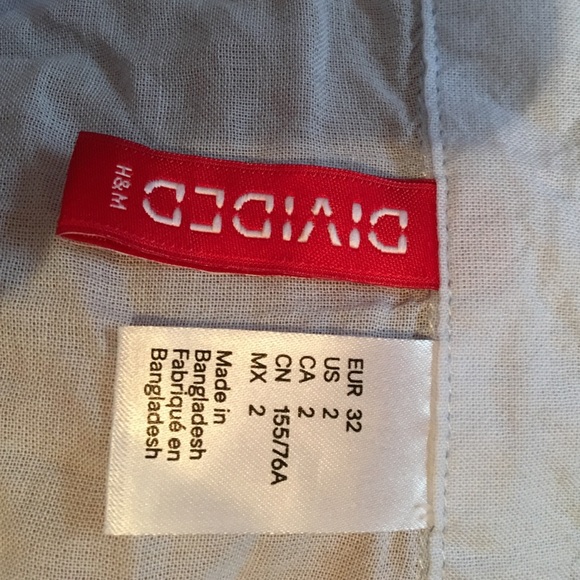 DIVIDED
H&M
EUR 32
US 2
CA 2
CN 155/76A
MX 2
Made in
Bangladesh
Fabriqué en
Bangladesh